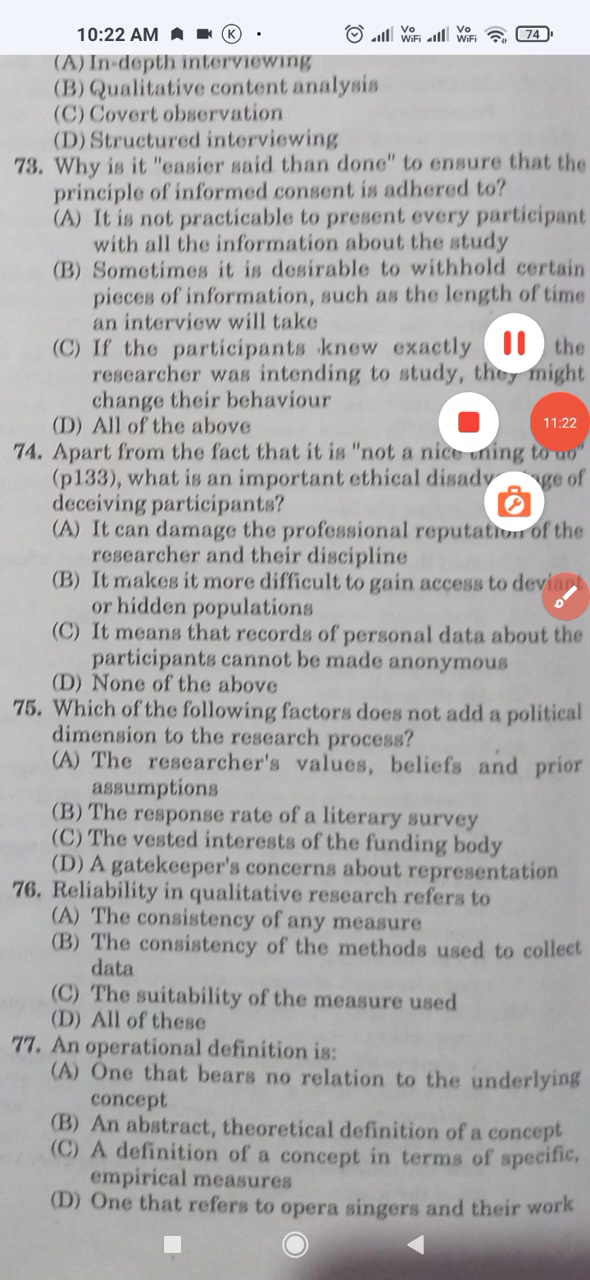 10:22 AM K Vo WiFi Vo WiFi 74
(A) In-depth interviewing
(B) Qualitative content analysis
(C) Covert observation
(D) Structured interviewing
73. Why is it "easier said than done" to ensure that the
principle of informed consent is adhered to?
(A) It is not practicable to present every participant
with all the information about the study
(B) Sometimes it is desirable to withhold certain
pieces of information, such as the length of time
an interview will take
(C) If the participants knew exactly the
researcher was intending to study, they might
change their behaviour
(D) All of the above
11:22
74. Apart from the fact that it is "not a nice thing to do"
(p133), what is an important ethical disadvantage of
deceiving participants?
(A) It can damage the professional reputation of the
researcher and their discipline
(B) It makes it more difficult to gain access to deviant
or hidden populations
(C) It means that records of personal data about the
participants cannot be made anonymous
(D) None of the above
75. Which of the following factors does not add a political
dimension to the research process?
(A) The researcher's values, beliefs and prior
assumptions
(B) The response rate of a literary survey
(C) The vested interests of the funding body
(D) A gatekeeper's concerns about representation
76. Reliability in qualitative research refers to
(A) The consistency of any measure
(B) The consistency of the methods used to collect
data
(C) The suitability of the measure used
(D) All of these
77. An operational definition is:
(A) One that bears no relation to the underlying
concept
(B) An abstract, theoretical definition of a concept
(C) A definition of a concept in terms of specific,
empirical measures
(D) One that refers to opera singers and their work